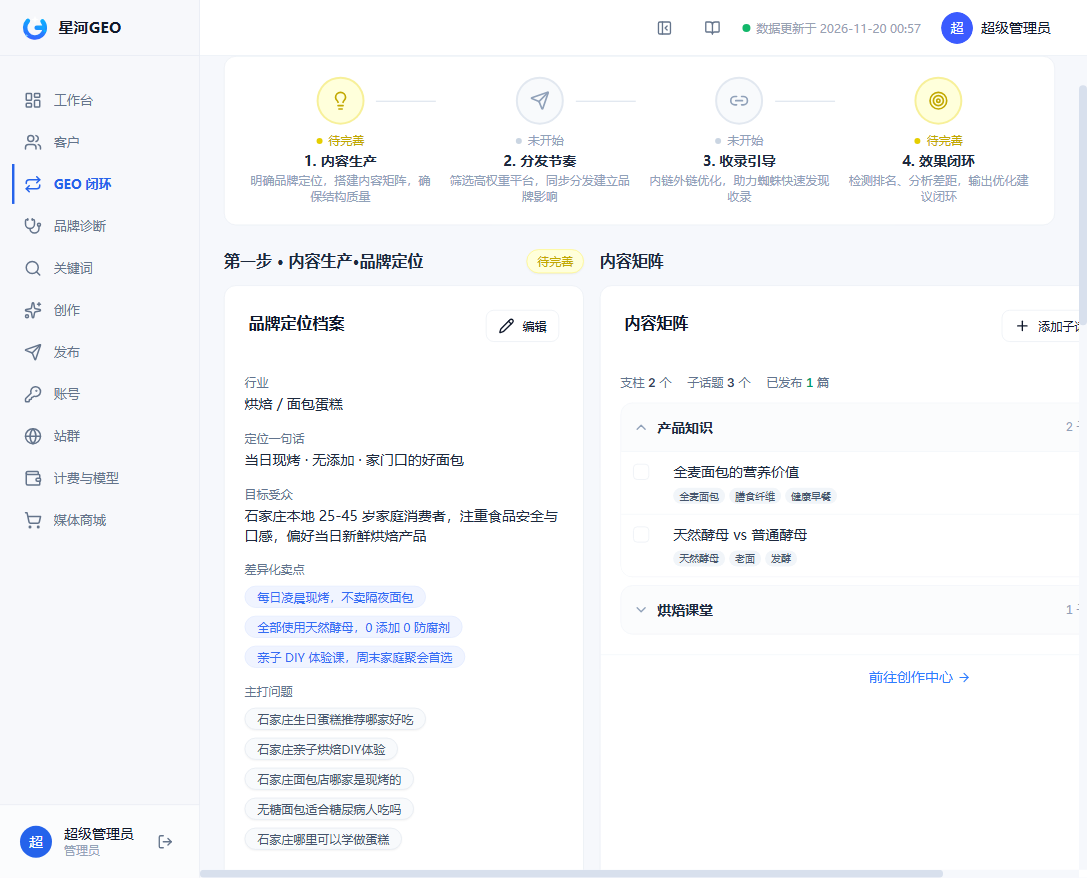 星河GEO
数据更新于 2026-11-20 00:57
超
超级管理员
工作台
客户
GEO 闭环
品牌诊断
关键词
创作
发布
账号
站群
计费与模型
媒体商城
超
超级管理员
管理员
待完善
1. 内容生产
明确品牌定位，搭建内容矩阵，确
保结构质量
未开始
2. 分发节奏
筛选高权重平台，同步分发建立品
牌影响
未开始
3. 收录引导
内链外链优化，助力蜘蛛快速发现
收录
待完善
4. 效果闭环
检测排名、分析差距，输出优化建
议闭环
第一步 • 内容生产•品牌定位
待完善
品牌定位档案
编辑
行业
烘焙 / 面包蛋糕
定位一句话
当日现烤 · 无添加 · 家门口的好面包
目标受众
石家庄本地 25-45 岁家庭消费者，注重食品安全与
口感，偏好当日新鲜烘焙产品
差异化卖点
每日凌晨现烤，不卖隔夜面包
全部使用天然酵母，0 添加 0 防腐剂
亲子 DIY 体验课，周末家庭聚会首选
主打问题
石家庄生日蛋糕推荐哪家好吃
石家庄亲子烘焙DIY体验
石家庄面包店哪家是现烤的
无糖面包适合糖尿病人吃吗
石家庄哪里可以学做蛋糕
内容矩阵
内容矩阵
添加子
支柱 2 个 子话题 3 个 已发布 1 篇
产品知识
2
全麦面包的营养价值
全麦面包 膳食纤维 健康早餐
天然酵母 vs 普通酵母
天然酵母 老面 发酵
烘焙课堂
1
前往创作中心 →